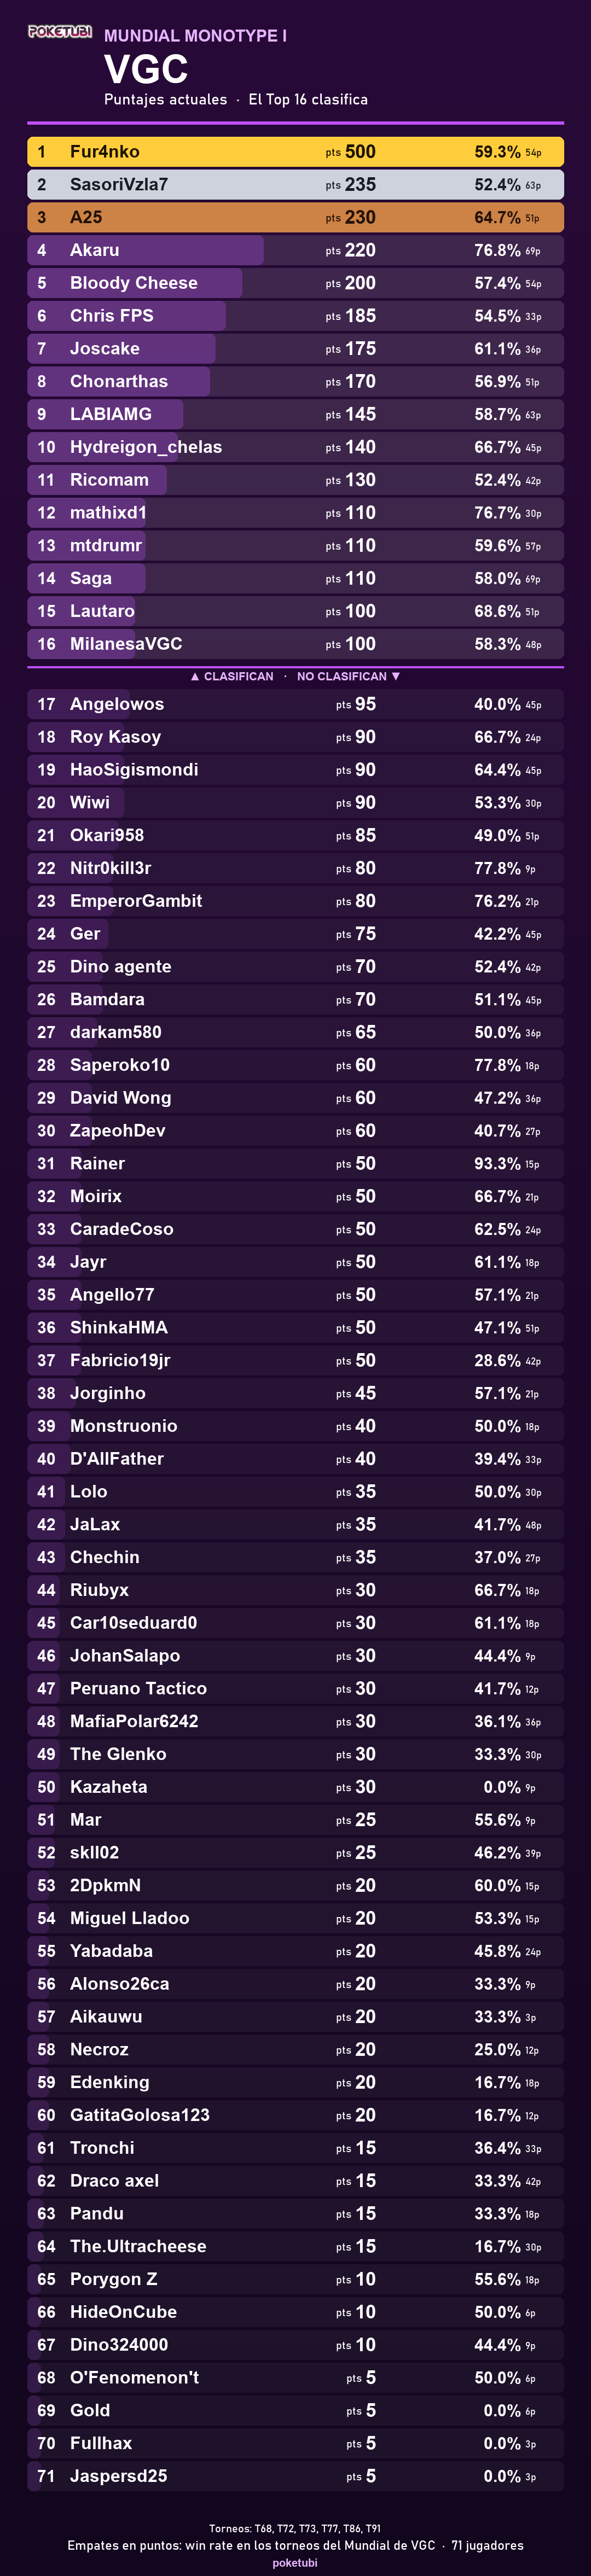 POKETUBI
MUNDIAL MONOTYPE I
VGC
Puntajes actuales · El Top 16 clasifica
1 Fur4nko pts 500 59.3% 54p
2 SasoriVzla7 pts 235 52.4% 63p
3 A25 pts 230 64.7% 51p
4 Akaru pts 220 76.8% 69p
5 Bloody Cheese pts 200 57.4% 54p
6 Chris FPS pts 185 54.5% 33p
7 Joscake pts 175 61.1% 36p
8 Chonarthas pts 170 56.9% 51p
9 LABIAMG pts 145 58.7% 63p
10 Hydreigon_chelas pts 140 66.7% 45p
11 Ricomam pts 130 52.4% 42p
12 mathixd1 pts 110 76.7% 30p
13 mtdrumr pts 110 59.6% 57p
14 Saga pts 110 58.0% 69p
15 Lautaro pts 100 68.6% 51p
16 MilanesaVGC pts 100 58.3% 48p
▲ CLASIFICAN · NO CLASIFICAN ▼
17 Angelowos pts 95 40.0% 45p
18 Roy Kasoy pts 90 66.7% 24p
19 HaoSigismondi pts 90 64.4% 45p
20 Wiwi pts 90 53.3% 30p
21 Okari958 pts 85 49.0% 51p
22 Nitr0kill3r pts 80 77.8% 9p
23 EmperorGambit pts 80 76.2% 21p
24 Ger pts 75 42.2% 45p
25 Dino agente pts 70 52.4% 42p
26 Bamdara pts 70 51.1% 45p
27 darkam580 pts 65 50.0% 36p
28 Saperoko10 pts 60 77.8% 18p
29 David Wong pts 60 47.2% 36p
30 ZapeohDev pts 60 40.7% 27p
31 Rainer pts 50 93.3% 15p
32 Moirix pts 50 66.7% 21p
33 CaradeCoso pts 50 62.5% 24p
34 Jayr pts 50 61.1% 18p
35 Angello77 pts 50 57.1% 21p
36 ShinkaHMA pts 50 47.1% 51p
37 Fabricio19jr pts 50 28.6% 42p
38 Jorginho pts 45 57.1% 21p
39 Monstruonio pts 40 50.0% 18p
40 D'AllFather pts 40 39.4% 33p
41 Lolo pts 35 50.0% 30p
42 JaLax pts 35 41.7% 48p
43 Chechin pts 35 37.0% 27p
44 Riubyx pts 30 66.7% 18p
45 Car10seduard0 pts 30 61.1% 18p
46 JohanSalapo pts 30 44.4% 9p
47 Peruano Tactico pts 30 41.7% 12p
48 MafiaPolar6242 pts 30 36.1% 36p
49 The Glenko pts 30 33.3% 30p
50 Kazaheta pts 30 0.0% 9p
51 Mar pts 25 55.6% 9p
52 skll02 pts 25 46.2% 39p
53 2DpkmN pts 20 60.0% 15p
54 Miguel Lladoo pts 20 53.3% 15p
55 Yabadaba pts 20 45.8% 24p
56 Alonso26ca pts 20 33.3% 9p
57 Aikauwu pts 20 33.3% 3p
58 Necroz pts 20 25.0% 12p
59 Edenking pts 20 16.7% 18p
60 GatitaGolosa123 pts 20 16.7% 12p
61 Tronchi pts 15 36.4% 33p
62 Draco axel pts 15 33.3% 42p
63 Pandu pts 15 33.3% 18p
64 The.Ultracheese pts 15 16.7% 30p
65 Porygon Z pts 10 55.6% 18p
66 HideOnCube pts 10 50.0% 6p
67 Dino324000 pts 10 44.4% 9p
68 O'Fenomenon't pts 5 50.0% 6p
69 Gold pts 5 0.0% 6p
70 Fullhax pts 5 0.0% 3p
71 Jaspersd25 pts 5 0.0% 3p
Torneos: T68, T72, T73, T77, T86, T91
Empates en puntos: win rate en los torneos del Mundial de VGC · 71 jugadores
poketubi